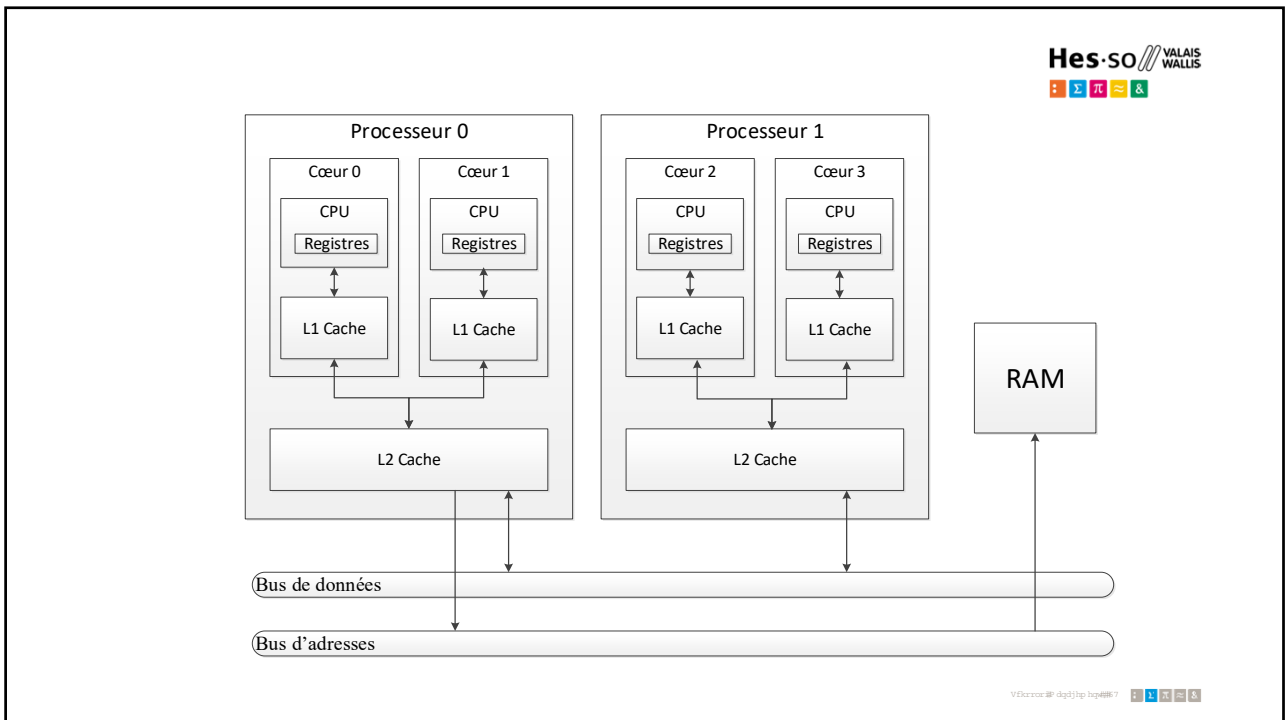 Hes·so VALAIS
WALLIS
: Σ π ≈ &
Processeur 0
Processeur 1
Cœur 0
Cœur 1
Cœur 2
Cœur 3
CPU
CPU
CPU
CPU
Registres
Registres
Registres
Registres
L1 Cache
L1 Cache
L1 Cache
L1 Cache
RAM
L2 Cache
L2 Cache
Bus de données
Bus d’adresses
: Σ π ≈ &